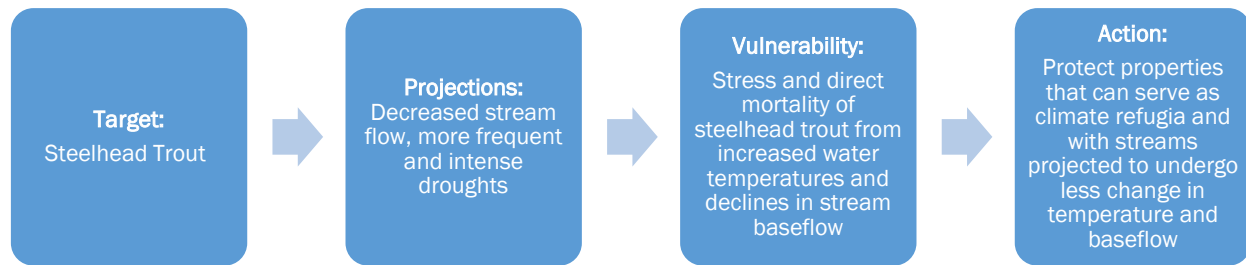 Target:
Steelhead Trout
Projections:
Decreased stream
flow, more frequent
and intense
droughts
Vulnerability:
Stress and direct
mortality of
steelhead trout from
increased water
temperatures and
declines in stream
baseflow
Action:
Protect properties
that can serve as
climate refugia and
with streams
projected to undergo
less change in
temperature and
baseflow